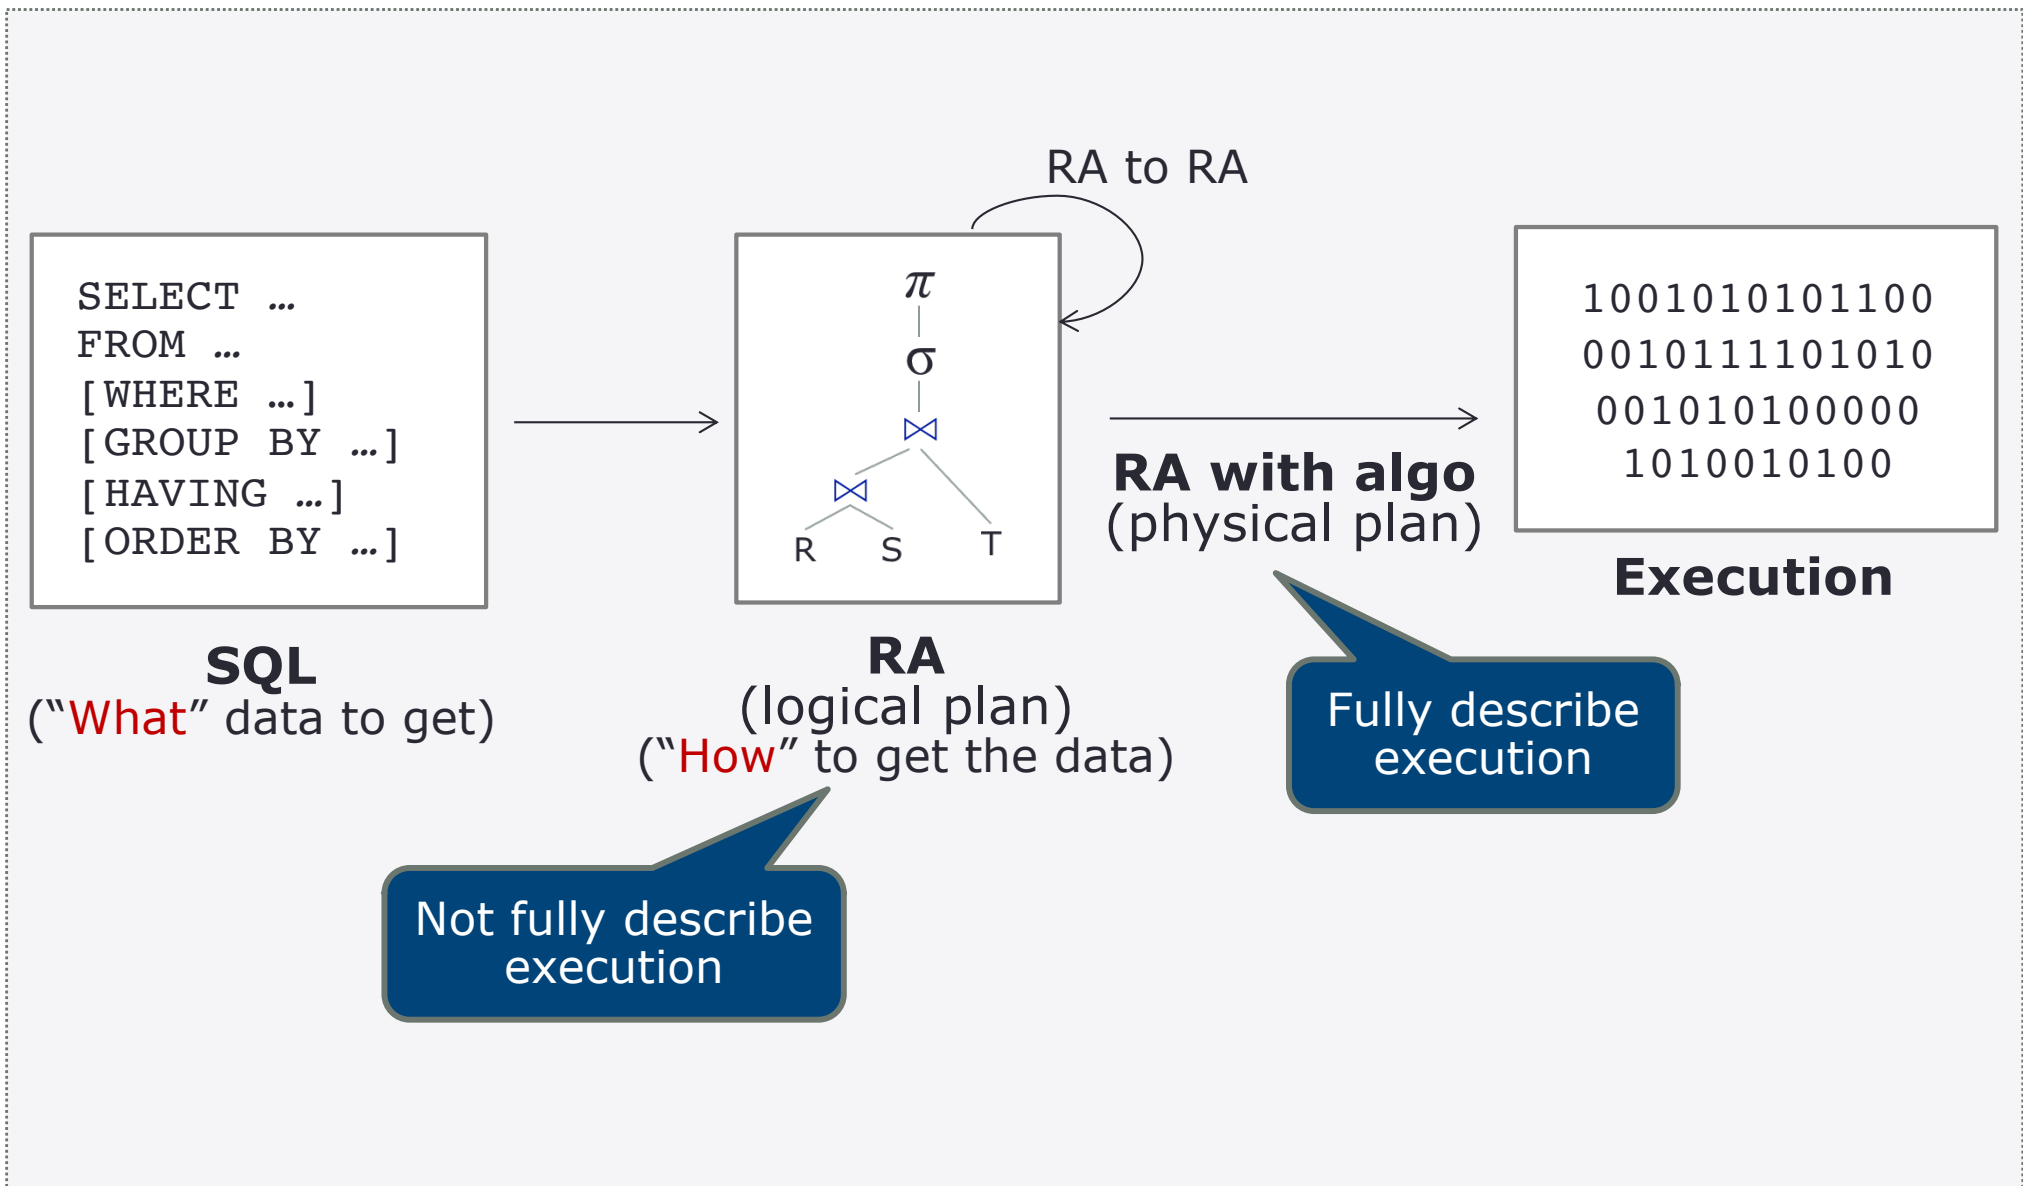 RA to RA
SELECT …
FROM …
[WHERE …]
[GROUP BY …]
[HAVING …]
[ORDER BY …]
SQL
(“What” data to get)
π
σ
⋈
⋈
R S T
RA
(logical plan)
(“How” to get the data)
RA with algo
(physical plan)
1001010101100
0010111101010
001010100000
1010010100
Execution
Fully describe
execution
Not fully describe
execution